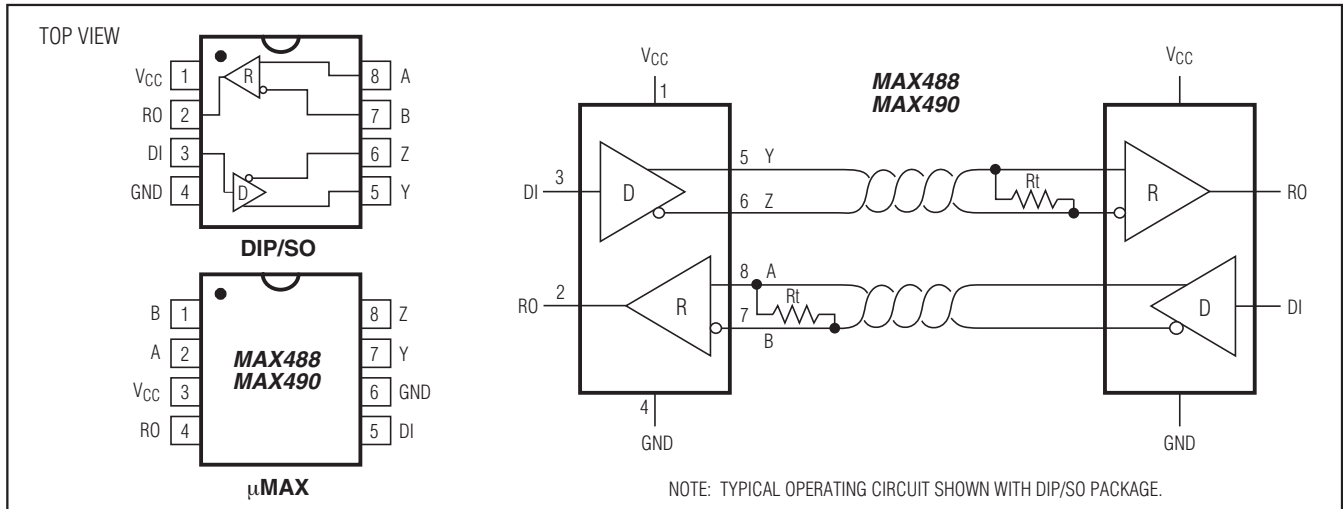 TOP VIEW
VCC 1 8 A
RO 2 7 B
DI 3 6 Z
GND 4 5 Y
R
D
DIP/SO
B 1 8 Z
A 2 7 Y
VCC 3 6 GND
RO 4 5 DI
MAX488
MAX490
µMAX
VCC
1
MAX488
MAX490
VCC
DI 3 D 5 Y
6 Z
Rt
R RO
RO 2 R 8 A
Rt
7
B
D DI
4
GND
GND
NOTE: TYPICAL OPERATING CIRCUIT SHOWN WITH DIP/SO PACKAGE.